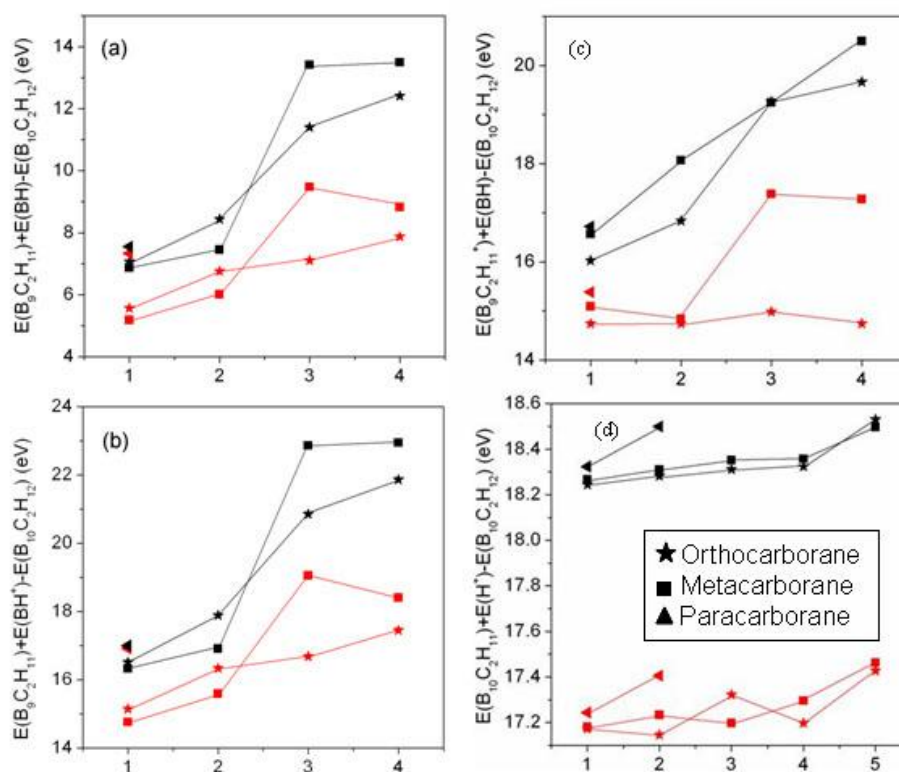 (a)
E(B₉C₂H₁₁)+E(BH)-E(B₁₀C₂H₁₂) (eV)
14
12
10
8
6
4
1 2 3 4
(c)
E(B₉C₂H₁₁⁺)+E(BH)-E(B₁₀C₂H₁₂) (eV)
20
18
16
14
1 2 3 4
(b)
E(B₉C₂H₁₁)+E(BH⁺)-E(B₁₀C₂H₁₂) (eV)
24
22
20
18
16
14
1 2 3 4
(d)
E(B₁₀C₂H₁₁)+E(H⁺)-E(B₁₀C₂H₁₂) (eV)
18.6
18.4
18.2
18.0
17.8
17.6
17.4
17.2
1 2 3 4 5
Orthocarborane
Metacarborane
Paracarborane